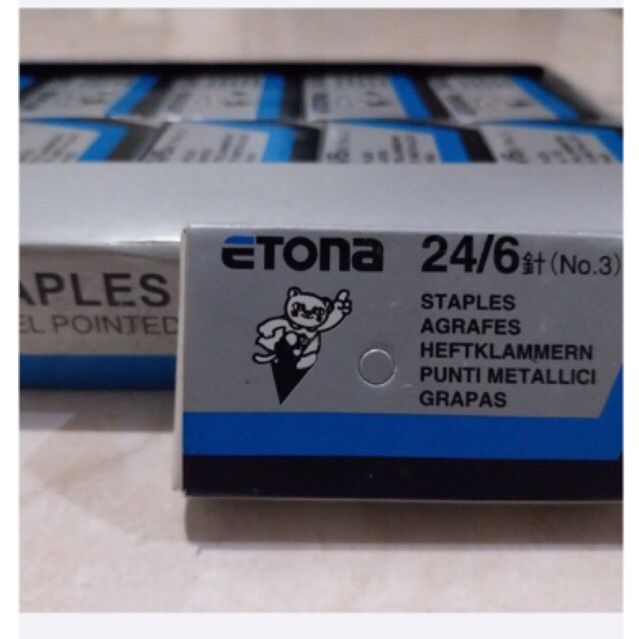 ETONA 24/6針(No.3)
STAPLES
AGRAFES
HEFTKLAMMERN
PUNTI METALLICI
GRAPAS
APLES
EL POINTED